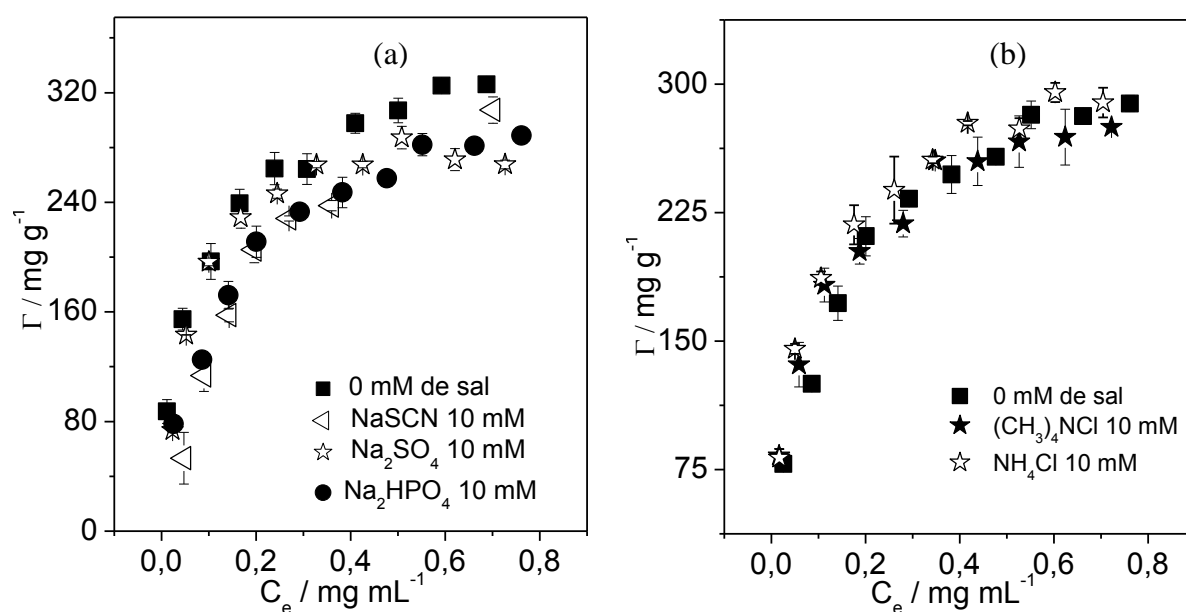 (a)
Γ / mg g⁻¹
320
240
160
80
0
0 mM de sal
NaSCN 10 mM
Na₂SO₄ 10 mM
Na₂HPO₄ 10 mM
0,0 0,2 0,4 0,6 0,8
Cₑ / mg mL⁻¹
(b)
Γ / mg g⁻¹
300
225
150
75
0 mM de sal
(CH₃)₄NCl 10 mM
NH₄Cl 10 mM
0,0 0,2 0,4 0,6 0,8
Cₑ / mg mL⁻¹